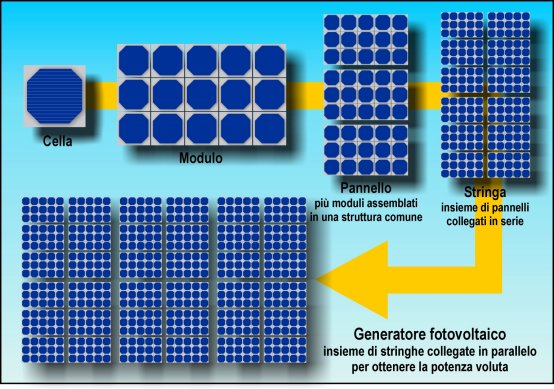 Cella
Modulo
Pannello
più moduli assemblati
in una struttura comune
Stringa
insieme di pannelli
collegati in serie
Generatore fotovoltaico
insieme di stringhe collegate in parallelo
per ottenere la potenza voluta